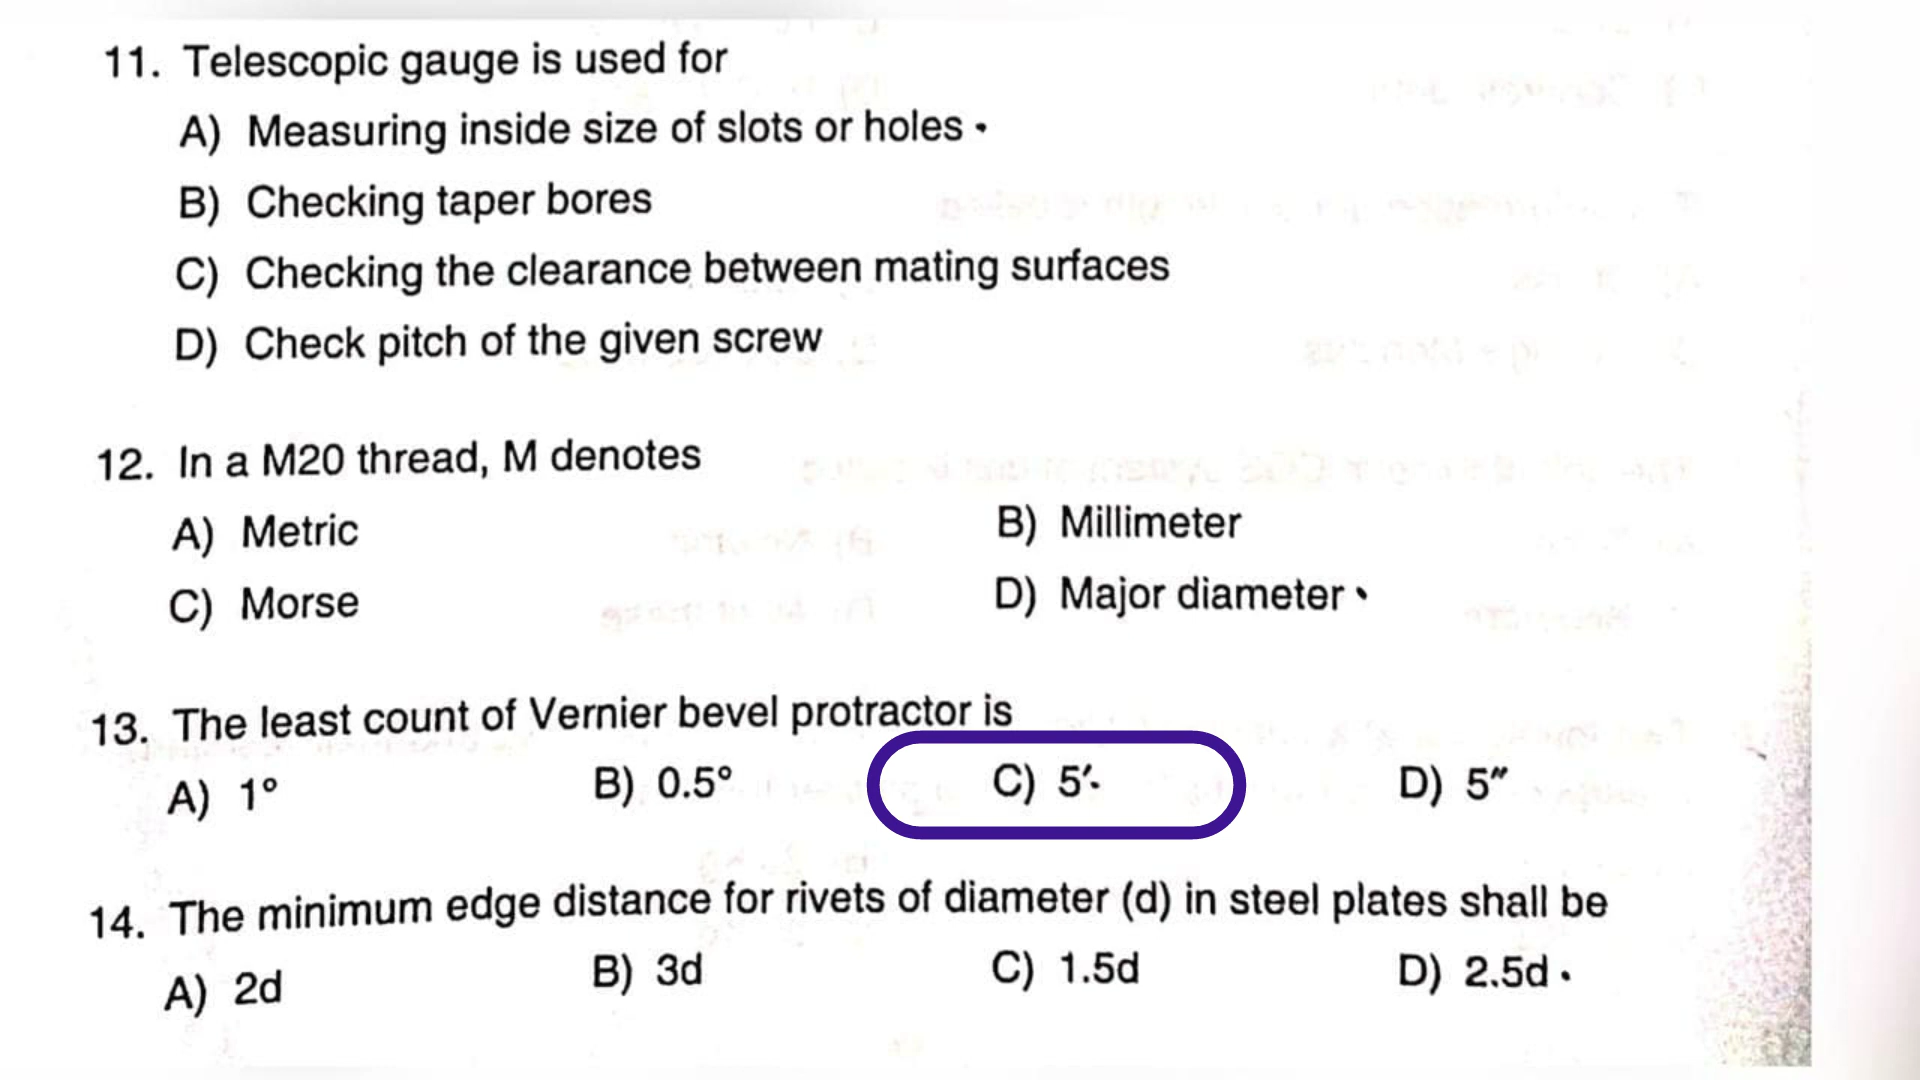 11. Telescopic gauge is used for
A) Measuring inside size of slots or holes
B) Checking taper bores
C) Checking the clearance between mating surfaces
D) Check pitch of the given screw
12. In a M20 thread, M denotes
A) Metric B) Millimeter
C) Morse D) Major diameter
13. The least count of Vernier bevel protractor is
A) 1° B) 0.5° C) 5′ D) 5″
14. The minimum edge distance for rivets of diameter (d) in steel plates shall be
A) 2d B) 3d C) 1.5d D) 2.5d